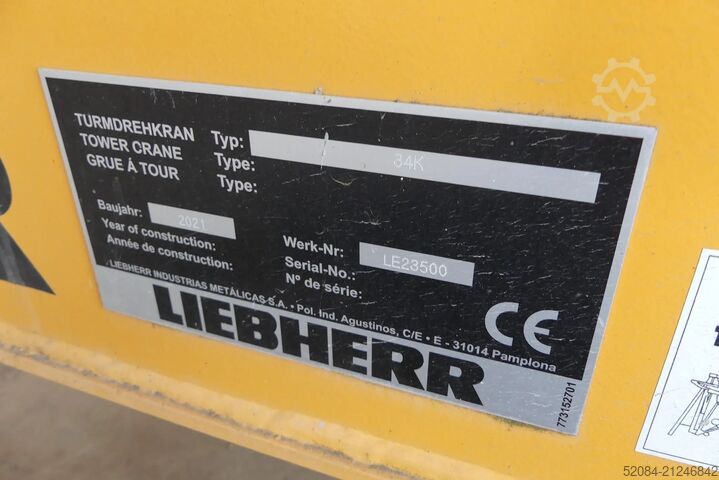 TURMDREHKRAN
TOWER CRANE
GRUE À TOUR
Typ:
Type:
Type:
34K
Baujahr:
Year of construction:
Année de construction:
2021
Werk-Nr:
Serial-No.:
N° de série:
LE23500
LIEBHERR INDUSTRIAS METÁLICAS S.A. • Pol. Ind. Agustinos, C/E • E - 31014 Pamplona
LIEBHERR
CE
773152701
R
52084-21246842